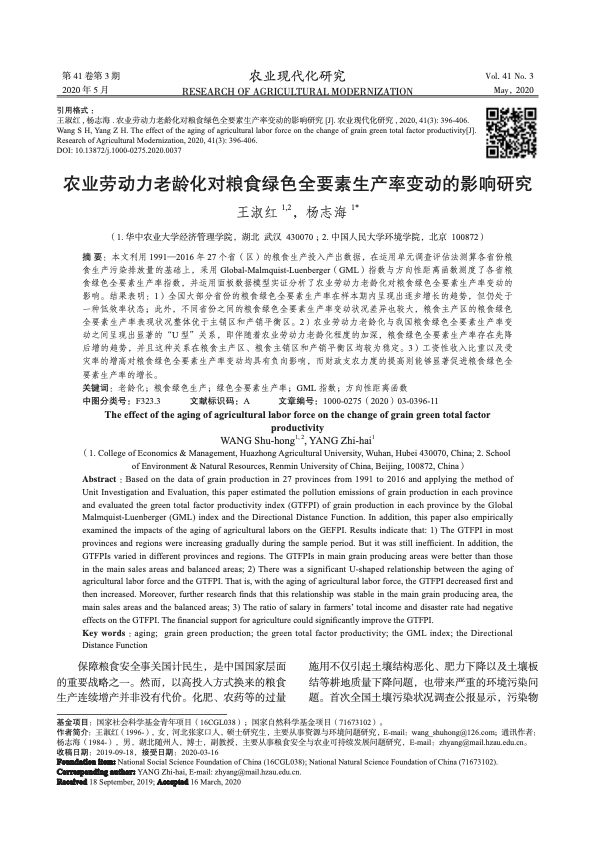 第 41 卷第 3 期
农业现代化研究
Vol. 41 No. 3
2020 年 5 月
RESEARCH OF AGRICULTURAL MODERNIZATION
May, 2020
引用格式：
王淑红 , 杨志海 . 农业劳动力老龄化对粮食绿色全要素生产率变动的影响研究 [J]. 农业现代化研究 , 2020, 41(3): 396-406.
Wang S H, Yang Z H. The effect of the aging of agricultural labor force on the change of grain green total factor productivity[J].
Research of Agricultural Modernization, 2020, 41(3): 396-406.
DOI: 10.13872/j.1000-0275.2020.0037
农业劳动力老龄化对粮食绿色全要素生产率变动的影响研究
王淑红 1,2，杨志海 1*
（1. 华中农业大学经济管理学院，湖北 武汉 430070；2. 中国人民大学环境学院，北京 100872）
摘 要：本文利用 1991—2016 年 27 个省（区）的粮食生产投入产出数据，在运用单元调查评估法测算各省份粮
食生产污染排放量的基础上，采用 Global-Malmquist-Luenberger（GML）指数与方向性距离函数测度了各省粮
食绿色全要素生产率指数，并运用面板数据模型实证分析了农业劳动力老龄化对粮食绿色全要素生产率变动的
影响。结果表明：1）全国大部分省份的粮食绿色全要素生产率在样本期内呈现出逐步增长的趋势，但仍处于
一种低效率状态；此外，不同省份之间的粮食绿色全要素生产率变动状况差异也较大，粮食主产区的粮食绿色
全要素生产率表现状况整体优于主销区和产销平衡区。2）农业劳动力老龄化与我国粮食绿色全要素生产率变
动之间呈现出显著的“U 型”关系，即伴随着农业劳动力老龄化程度的加深，粮食绿色全要素生产率存在先降
后增的趋势，并且这种关系在粮食主产区、粮食主销区和产销平衡区均较为稳定。3）工资性收入比重以及受
灾率的增高对粮食绿色全要素生产率变动均具有负向影响，而财政支农力度的提高则能够显著促进粮食绿色全
要素生产率的增长。
关键词：老龄化；粮食绿色生产；绿色全要素生产率；GML 指数；方向性距离函数
中图分类号：F323.3 文献标识码：A 文章编号：1000-0275（2020）03-0396-11
The effect of the aging of agricultural labor force on the change of grain green total factor
productivity
WANG Shu-hong1, 2, YANG Zhi-hai1
（1. College of Economics & Management, Huazhong Agricultural University, Wuhan, Hubei 430070, China; 2. School
of Environment & Natural Resources, Renmin University of China, Beijing, 100872, China）
Abstract : Based on the data of grain production in 27 provinces from 1991 to 2016 and applying the method of
Unit Investigation and Evaluation, this paper estimated the pollution emissions of grain production in each province
and evaluated the green total factor productivity index (GTFPI) of grain production in each province by the Global
Malmquist-Luenberger (GML) index and the Directional Distance Function. In addition, this paper also empirically
examined the impacts of the aging of agricultural labors on the GEFPI. Results indicate that: 1) The GTFPI in most
provinces and regions were increasing gradually during the sample period. But it was still inefficient. In addition, the
GTFPIs varied in different provinces and regions. The GTFPIs in main grain producing areas were better than those
in the main sales areas and balanced areas; 2) There was a significant U-shaped relationship between the aging of
agricultural labor force and the GTFPI. That is, with the aging of agricultural labor force, the GTFPI decreased first and
then increased. Moreover, further research finds that this relationship was stable in the main grain producing area, the
main sales areas and the balanced areas; 3) The ratio of salary in farmers' total income and disaster rate had negative
effects on the GTFPI. The financial support for agriculture could significantly improve the GTFPI.
Key words : aging; grain green production; the green total factor productivity; the GML index; the Directional
Distance Function
保障粮食安全事关国计民生，是中国国家层面
的重要战略之一。然而，以高投入方式换来的粮食
生产连续增产并非没有代价。化肥、农药等的过量
施用不仅引起土壤结构恶化、肥力下降以及土壤板
结等耕地质量下降问题，也带来严重的环境污染问
题。首次全国土壤污染状况调查公报显示，污染物
基金项目：国家社会科学基金青年项目（16CGL038）；国家自然科学基金项目（71673102）。
作者简介：王淑红（1996-），女，河北张家口人，硕士研究生，主要从事资源与环境问题研究，E-mail：wang_shuhong@126.com；通讯作者：
杨志海（1984-），男，湖北随州人，博士，副教授，主要从事粮食安全与农业可持续发展问题研究，E-mail：zhyang@mail.hzau.edu.cn。
收稿日期：2019-09-18，接受日期：2020-03-16
Foundation item: National Social Science Foundation of China (16CGL038); National Natural Science Foundation of China (71673102).
Corresponding author: YANG Zhi-hai, E-mail: zhyang@mail.hzau.edu.cn.
Received 18 September, 2019; Accepted 16 March, 2020